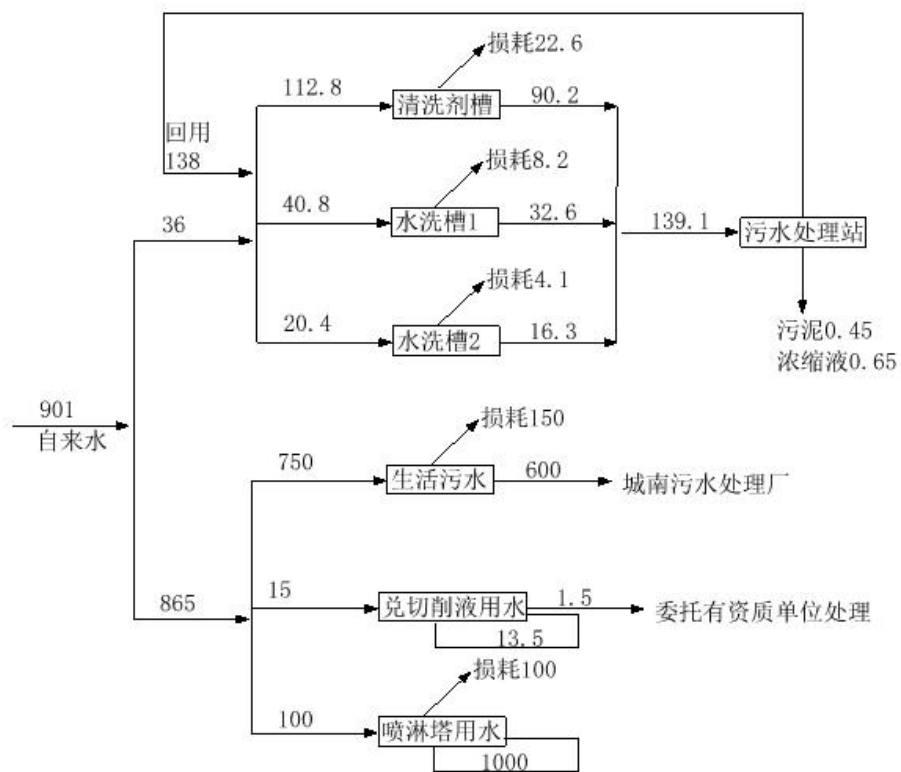 损耗22.6
112.8
清洗剂槽
90.2
回用
138
损耗8.2
40.8
水洗槽1
32.6
36
139.1
污水处理站
损耗4.1
20.4
水洗槽2
16.3
污泥0.45
浓缩液0.65
901
自来水
损耗150
750
生活污水
600
城南污水处理厂
865
15
兑切削液用水
1.5
委托有资质单位处理
13.5
损耗100
100
喷淋塔用水
1000